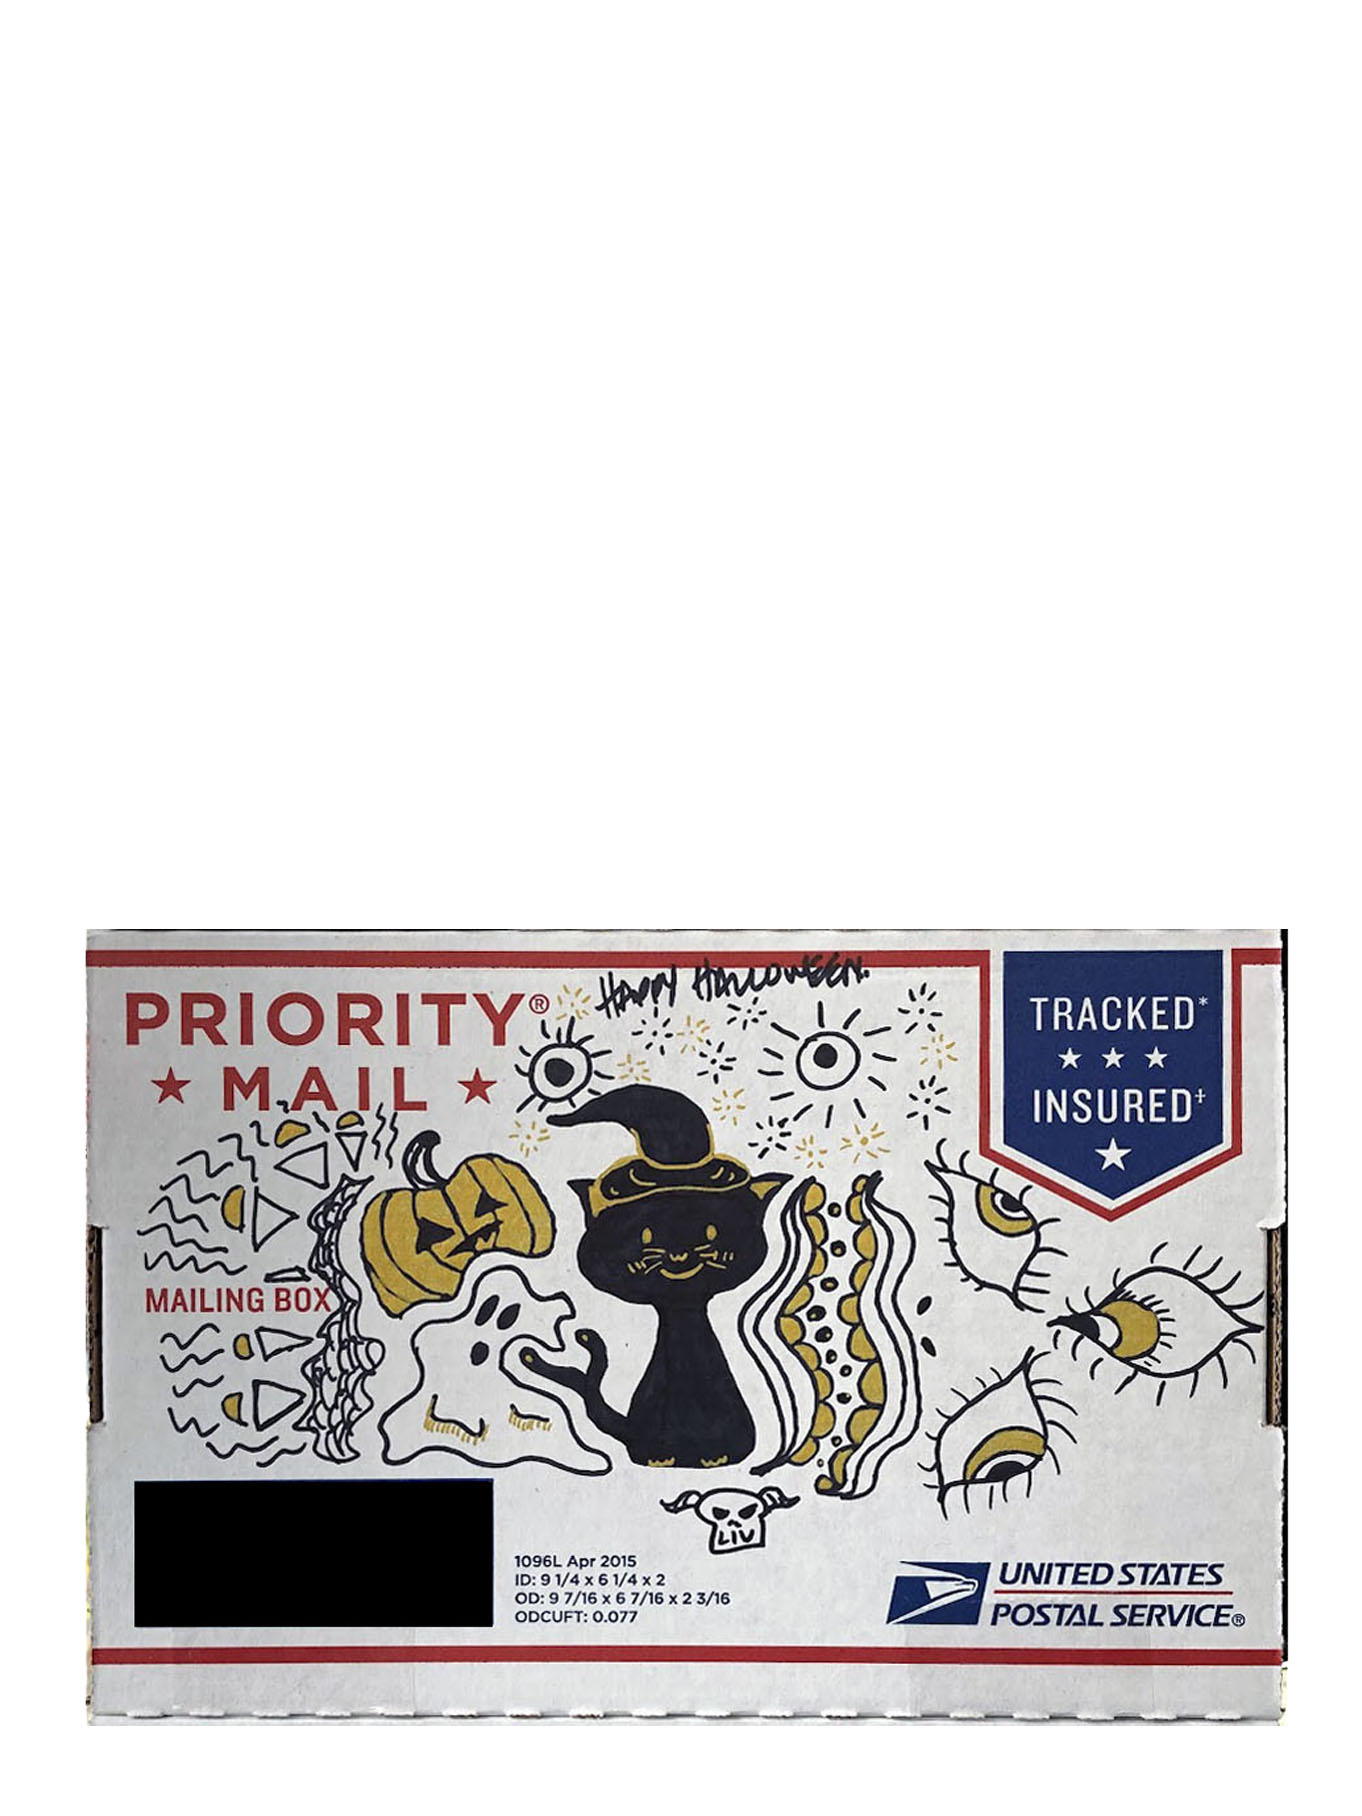 HAPPY HALLOWEEN.
PRIORITY®
★ MAIL ★
TRACKED*
★ ★ ★
INSURED‡
★
MAILING BOX
LIV
1096L Apr 2015
ID: 9 1/4 x 6 1/4 x 2
OD: 9 7/16 x 6 7/16 x 2 3/16
ODCUFT: 0.077
UNITED STATES
POSTAL SERVICE®